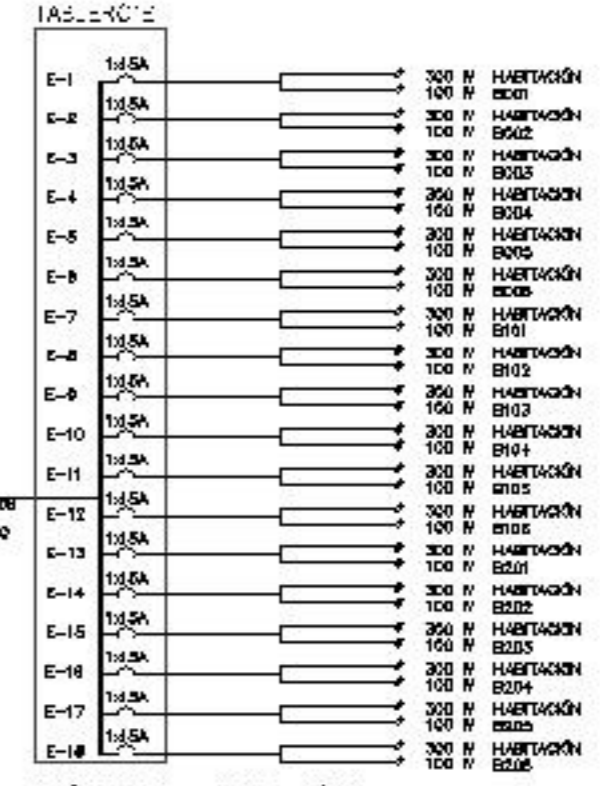 E-1 1x15A 300 W HABITACIÓN
100 W B001
E-2 1x15A 300 W HABITACIÓN
100 W B002
E-3 1x15A 300 W HABITACIÓN
100 W B003
E-4 1x15A 300 W HABITACIÓN
100 W B004
E-5 1x15A 300 W HABITACIÓN
100 W B005
E-6 1x15A 300 W HABITACIÓN
100 W B006
E-7 1x15A 300 W HABITACIÓN
100 W B101
E-8 1x15A 300 W HABITACIÓN
100 W B102
E-9 1x15A 300 W HABITACIÓN
100 W B103
E-10 1x15A 300 W HABITACIÓN
100 W B104
E-11 1x15A 300 W HABITACIÓN
100 W B105
E-12 1x15A 300 W HABITACIÓN
100 W B106
E-13 1x15A 300 W HABITACIÓN
100 W B201
E-14 1x15A 300 W HABITACIÓN
100 W B202
E-15 1x15A 300 W HABITACIÓN
100 W B203
E-16 1x15A 300 W HABITACIÓN
100 W B204
E-17 1x15A 300 W HABITACIÓN
100 W B205
E-18 1x15A 300 W HABITACIÓN
100 W B206